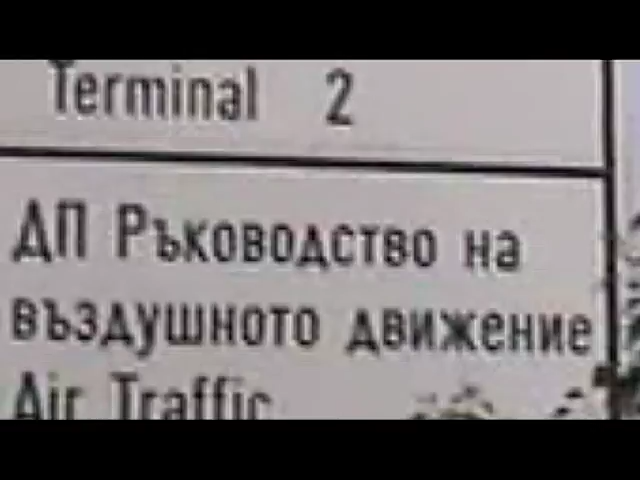 Terminal 2
ДП Ръководство на
въздушното движение
Air Traffic